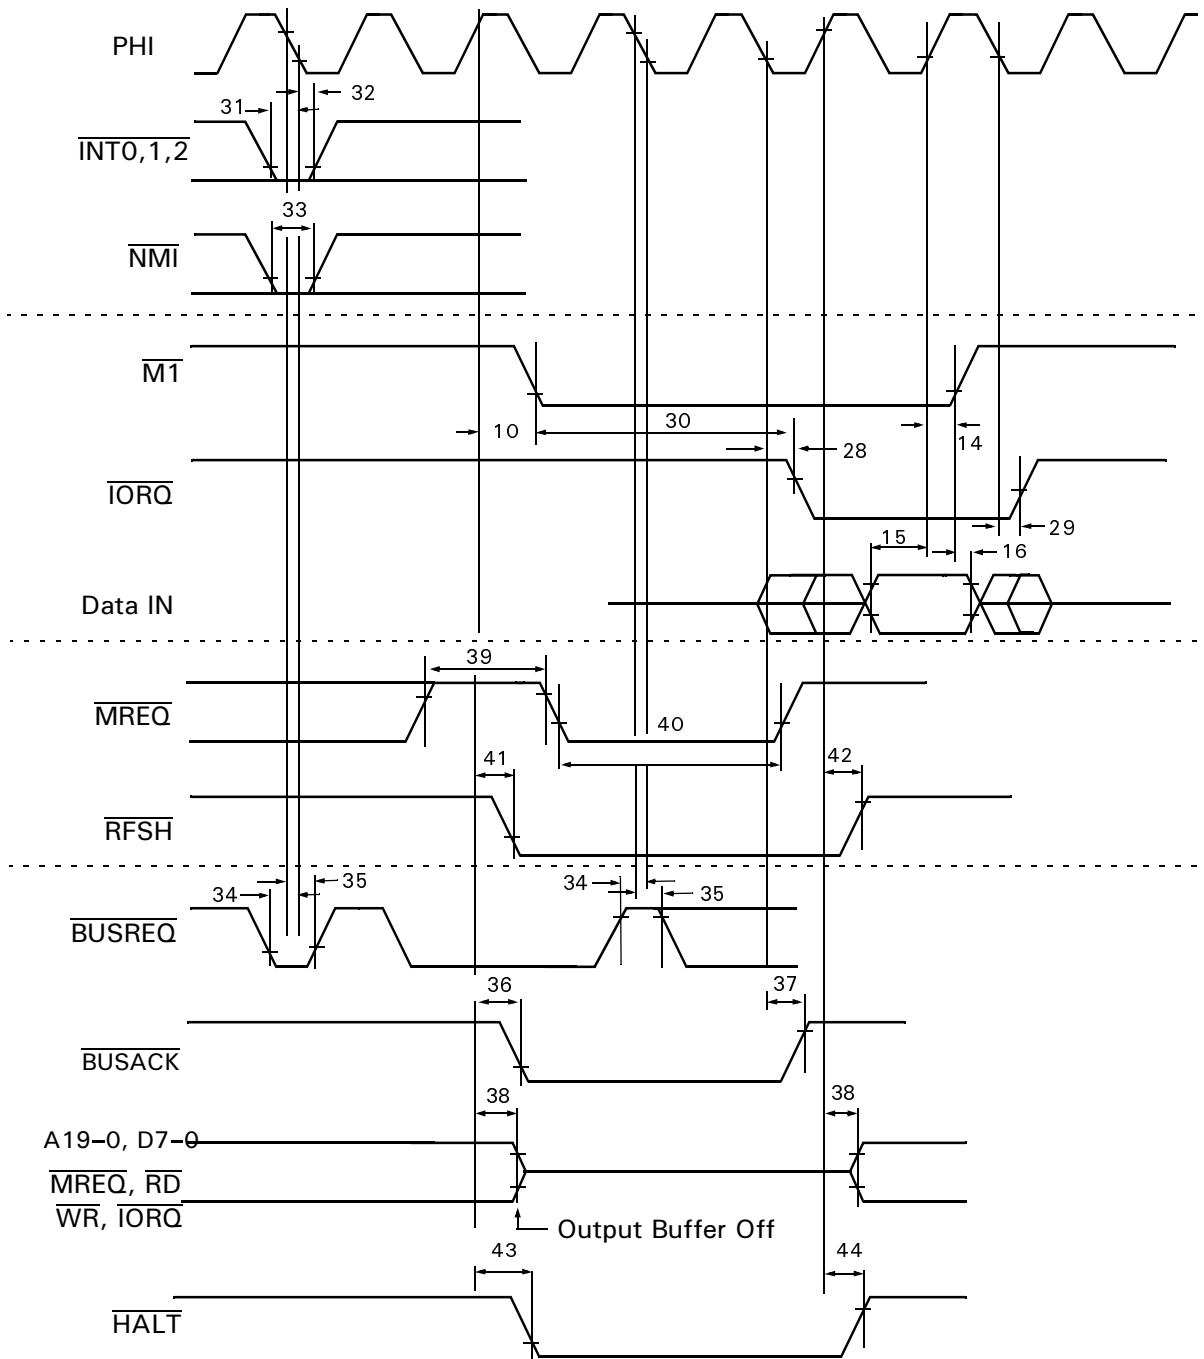 PHI
31
32
INT0,1,2
33
NMI
M1
10
30
14
28
IORQ
15
16
29
Data IN
39
MREQ
40
41
42
RFSH
34
35
34
35
BUSREQ
36
37
BUSACK
38
38
A19–0, D7–0
MREQ, RD
WR, IORQ
Output Buffer Off
43
44
HALT